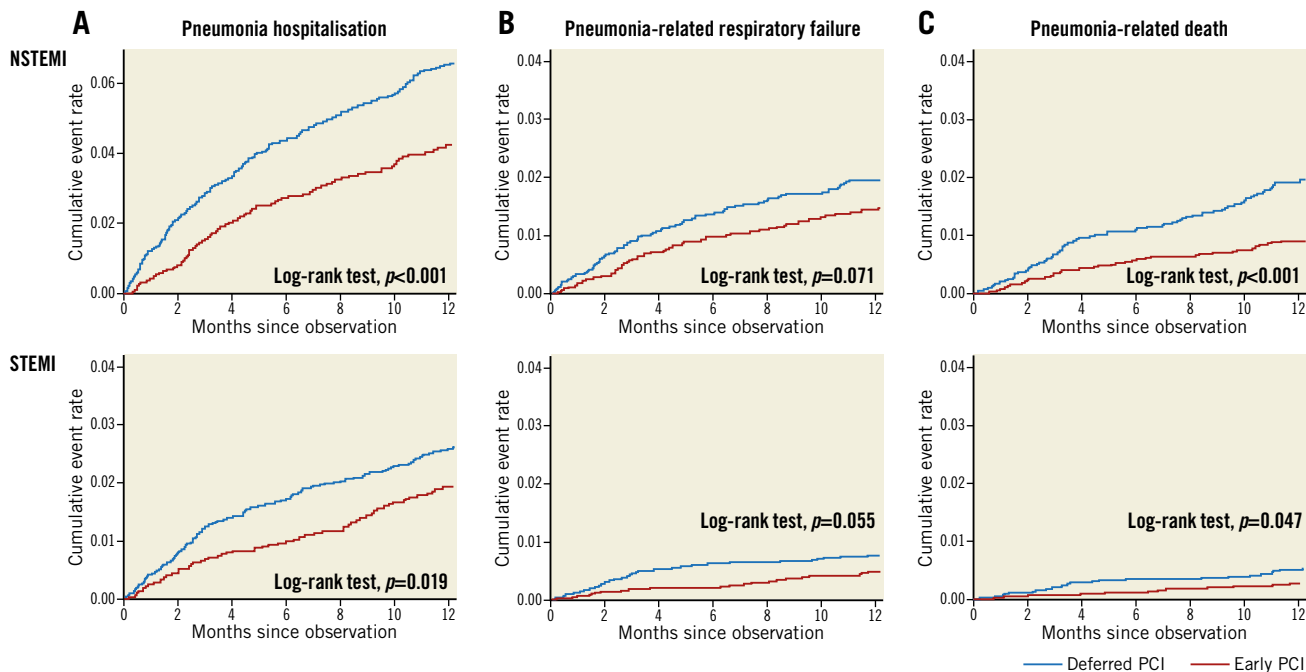 A Pneumonia hospitalisation
B Pneumonia-related respiratory failure
C Pneumonia-related death
NSTEMI
Cumulative event rate
0.06
0.04
0.02
0.00
Log-rank test, p<0.001
0 2 4 6 8 10 12
Months since observation
Cumulative event rate
0.04
0.03
0.02
0.01
0.00
Log-rank test, p=0.071
0 2 4 6 8 10 12
Months since observation
Cumulative event rate
0.04
0.03
0.02
0.01
0.00
Log-rank test, p<0.001
0 2 4 6 8 10 12
Months since observation
STEMI
Cumulative event rate
0.04
0.03
0.02
0.01
0.00
Log-rank test, p=0.019
0 2 4 6 8 10 12
Months since observation
Cumulative event rate
0.04
0.03
0.02
0.01
0.00
Log-rank test, p=0.055
0 2 4 6 8 10 12
Months since observation
Cumulative event rate
0.04
0.03
0.02
0.01
0.00
Log-rank test, p=0.047
0 2 4 6 8 10 12
Months since observation
Deferred PCI Early PCI